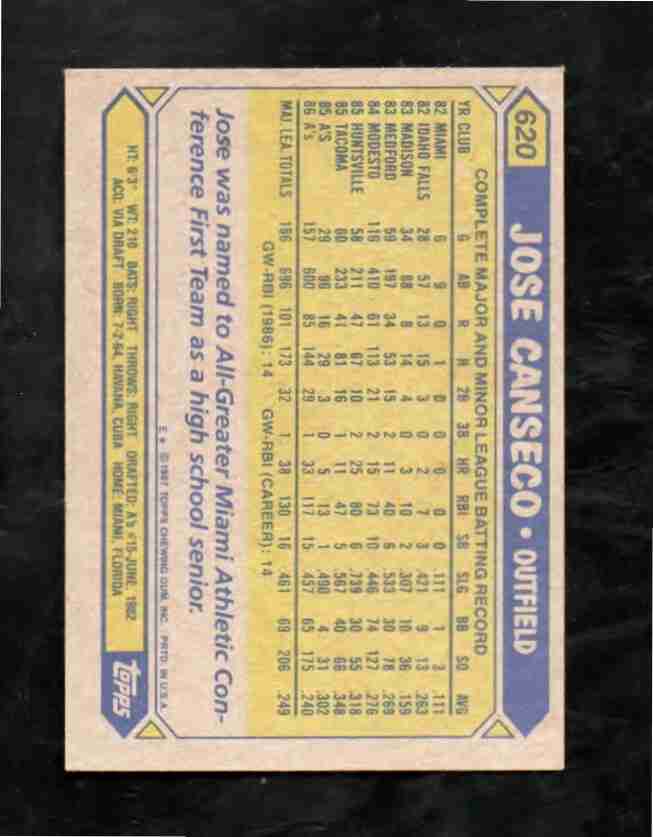 620
JOSE CANSECO • OUTFIELD
COMPLETE MAJOR AND MINOR LEAGUE BATTING RECORD
YR CLUB G AB R H 2B 3B HR RBI SB SLG BB SO AVG
82 MIAMI 6 9 0 1 0 0 0 0 0 .111 1 3 .111
82 IDAHO FALLS 28 57 13 15 3 0 2 7 3 .421 9 13 .263
83 MADISON 34 88 8 14 4 0 3 10 2 .307 10 36 .159
83 MEDFORD 59 197 34 53 15 2 11 40 6 .533 30 78 .269
84 MODESTO 116 410 61 113 21 2 15 73 10 .446 74 127 .276
85 HUNTSVILLE 58 211 47 67 10 2 25 80 6 .739 30 55 .318
85 TACOMA 60 233 41 81 16 1 11 47 5 .567 40 66 .348
85 A'S 29 96 16 29 3 0 5 13 1 .490 4 31 .302
86 A's 157 600 85 144 29 1 33 117 15 .457 65 175 .240
MAJ. LEA. TOTALS 186 696 101 173 32 1 38 130 16 .461 69 206 .249
GW-RBI (1986): 14 GW-RBI (CAREER): 14
Jose was named to All-Greater Miami Athletic Con-
ference First Team as a high school senior.
E * © 1987 TOPPS CHEWING GUM, INC. PRTD. IN U.S.A.
HT: 6'3" WT: 210 BATS: RIGHT THROWS: RIGHT DRAFTED: A's #15-JUNE, 1982
ACQ: VIA DRAFT BORN: 7-2-64, HAVANA, CUBA HOME: MIAMI, FLORIDA
TOPPS